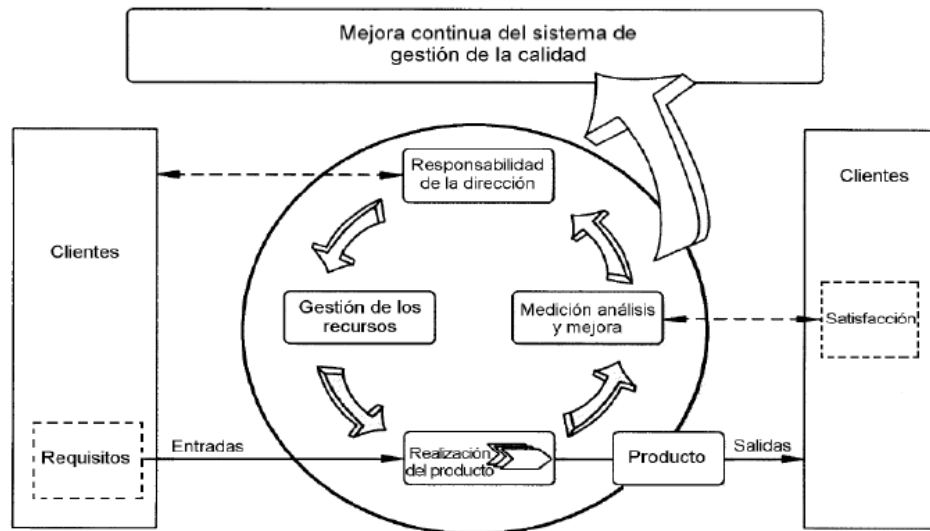 Mejora continua del sistema de
gestión de la calidad
Responsabilidad
de la dirección
Clientes
Clientes
Gestión de los
recursos
Medición análisis
y mejora
Satisfacción
Requisitos
Entradas
Realización
del producto
Producto
Salidas